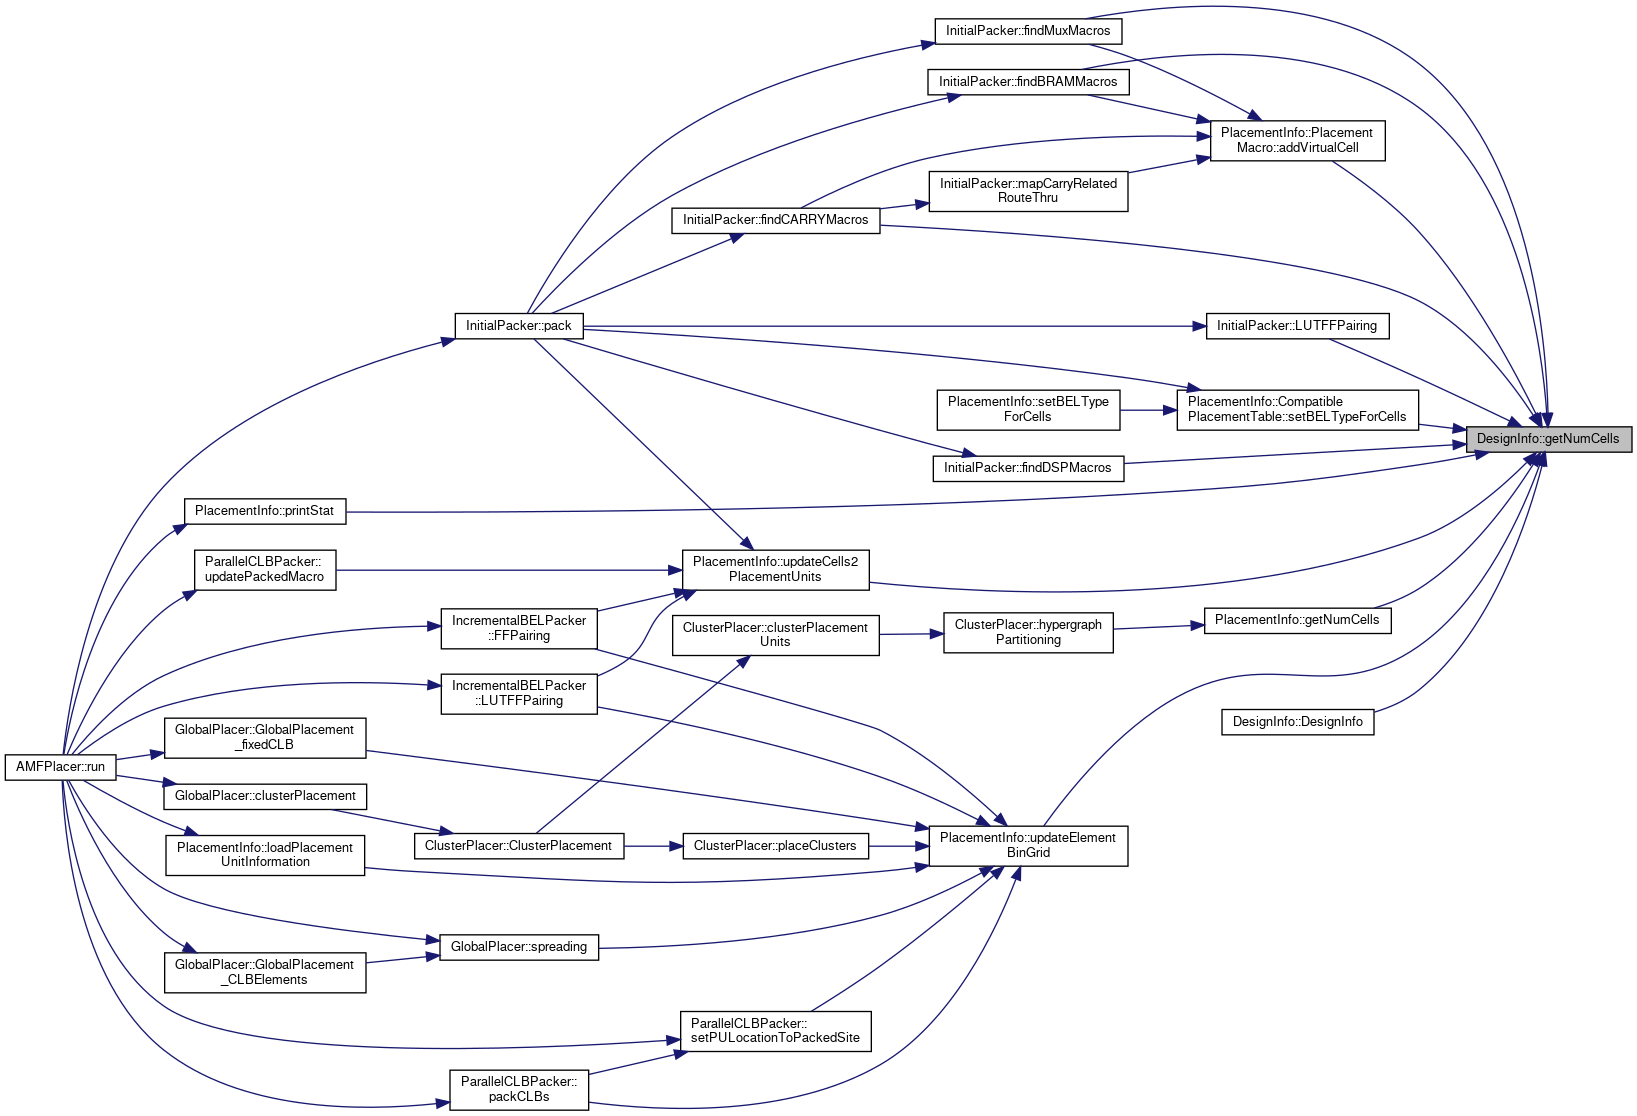 InitialPacker::findMuxMacros
InitialPacker::findBRAMMacros
PlacementInfo::Placement
Macro::addVirtualCell
InitialPacker::mapCarryRelated
RouteThru
InitialPacker::findCARRYMacros
InitialPacker::pack
InitialPacker::LUTFFPairing
PlacementInfo::setBELType
ForCells
PlacementInfo::Compatible
PlacementTable::setBELTypeForCells
DesignInfo::getNumCells
InitialPacker::findDSPMacros
PlacementInfo::printStat
ParallelCLBPacker::
updatePackedMacro
PlacementInfo::updateCells2
PlacementUnits
IncrementalBELPacker
::FFPairing
ClusterPlacer::clusterPlacement
Units
ClusterPlacer::hypergraph
Partitioning
PlacementInfo::getNumCells
IncrementalBELPacker
::LUTFFPairing
GlobalPlacer::GlobalPlacement
_fixedCLB
DesignInfo::DesignInfo
AMFPlacer::run
GlobalPlacer::clusterPlacement
PlacementInfo::loadPlacement
UnitInformation
ClusterPlacer::ClusterPlacement
ClusterPlacer::placeClusters
PlacementInfo::updateElement
BinGrid
GlobalPlacer::spreading
GlobalPlacer::GlobalPlacement
_CLBElements
ParallelCLBPacker::
setPULocationToPackedSite
ParallelCLBPacker::
packCLBs